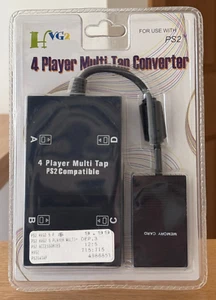 HVG2
FOR USE WITH
PS2
4 Player Multi Tap Converter
A
D
4 Player Multi Tap
PS2 Compatible
B
C
MEMORY CARD